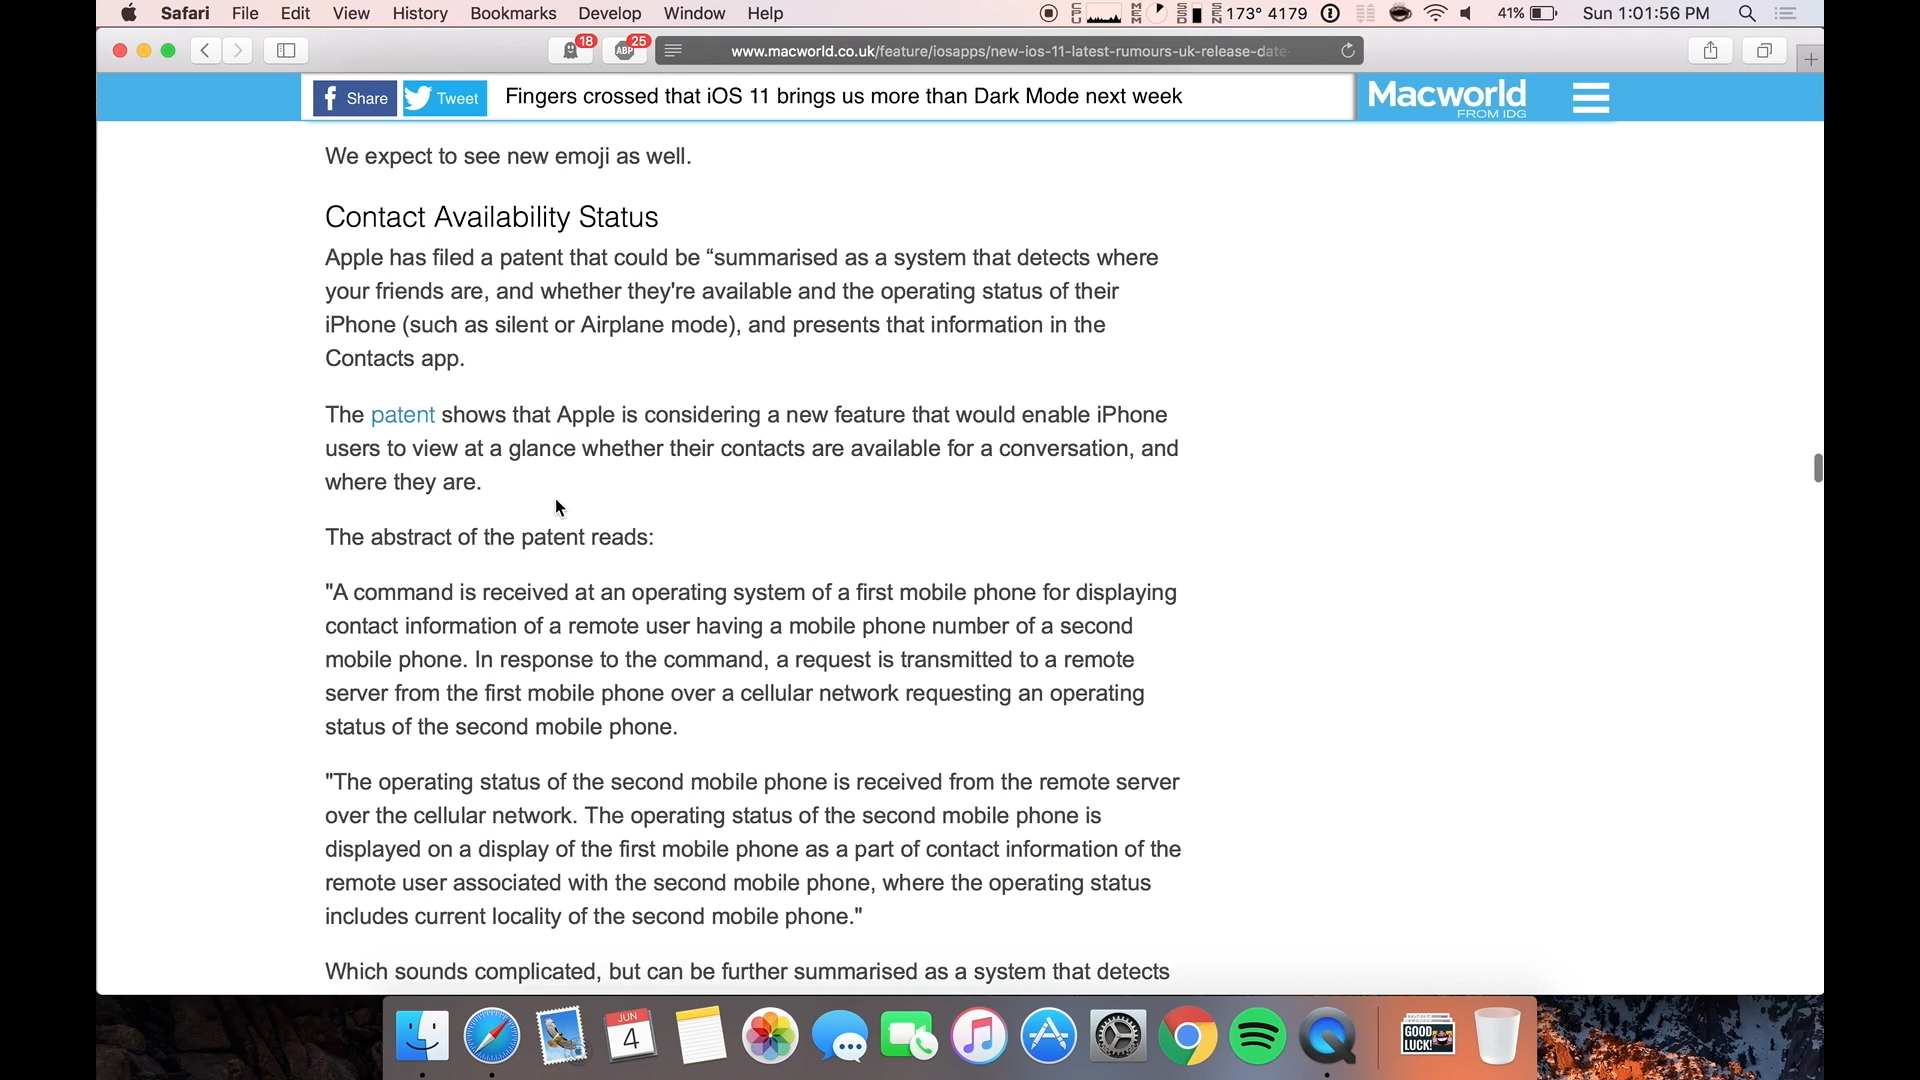 Safari File Edit View History Bookmarks Develop Window Help CPU MEM SSD SEN 173° 4179 41% Sun 1:01:56 PM
18 ABP 25 www.macworld.co.uk/feature/iosapps/new-ios-11-latest-rumours-uk-release-date-
Share Tweet Fingers crossed that iOS 11 brings us more than Dark Mode next week Macworld
FROM IDG
We expect to see new emoji as well.
Contact Availability Status
Apple has filed a patent that could be “summarised as a system that detects where
your friends are, and whether they're available and the operating status of their
iPhone (such as silent or Airplane mode), and presents that information in the
Contacts app.
The patent shows that Apple is considering a new feature that would enable iPhone
users to view at a glance whether their contacts are available for a conversation, and
where they are.
The abstract of the patent reads:
"A command is received at an operating system of a first mobile phone for displaying
contact information of a remote user having a mobile phone number of a second
mobile phone. In response to the command, a request is transmitted to a remote
server from the first mobile phone over a cellular network requesting an operating
status of the second mobile phone.
"The operating status of the second mobile phone is received from the remote server
over the cellular network. The operating status of the second mobile phone is
displayed on a display of the first mobile phone as a part of contact information of the
remote user associated with the second mobile phone, where the operating status
includes current locality of the second mobile phone."
Which sounds complicated, but can be further summarised as a system that detects
JUN
4
GOOD
LUCK!